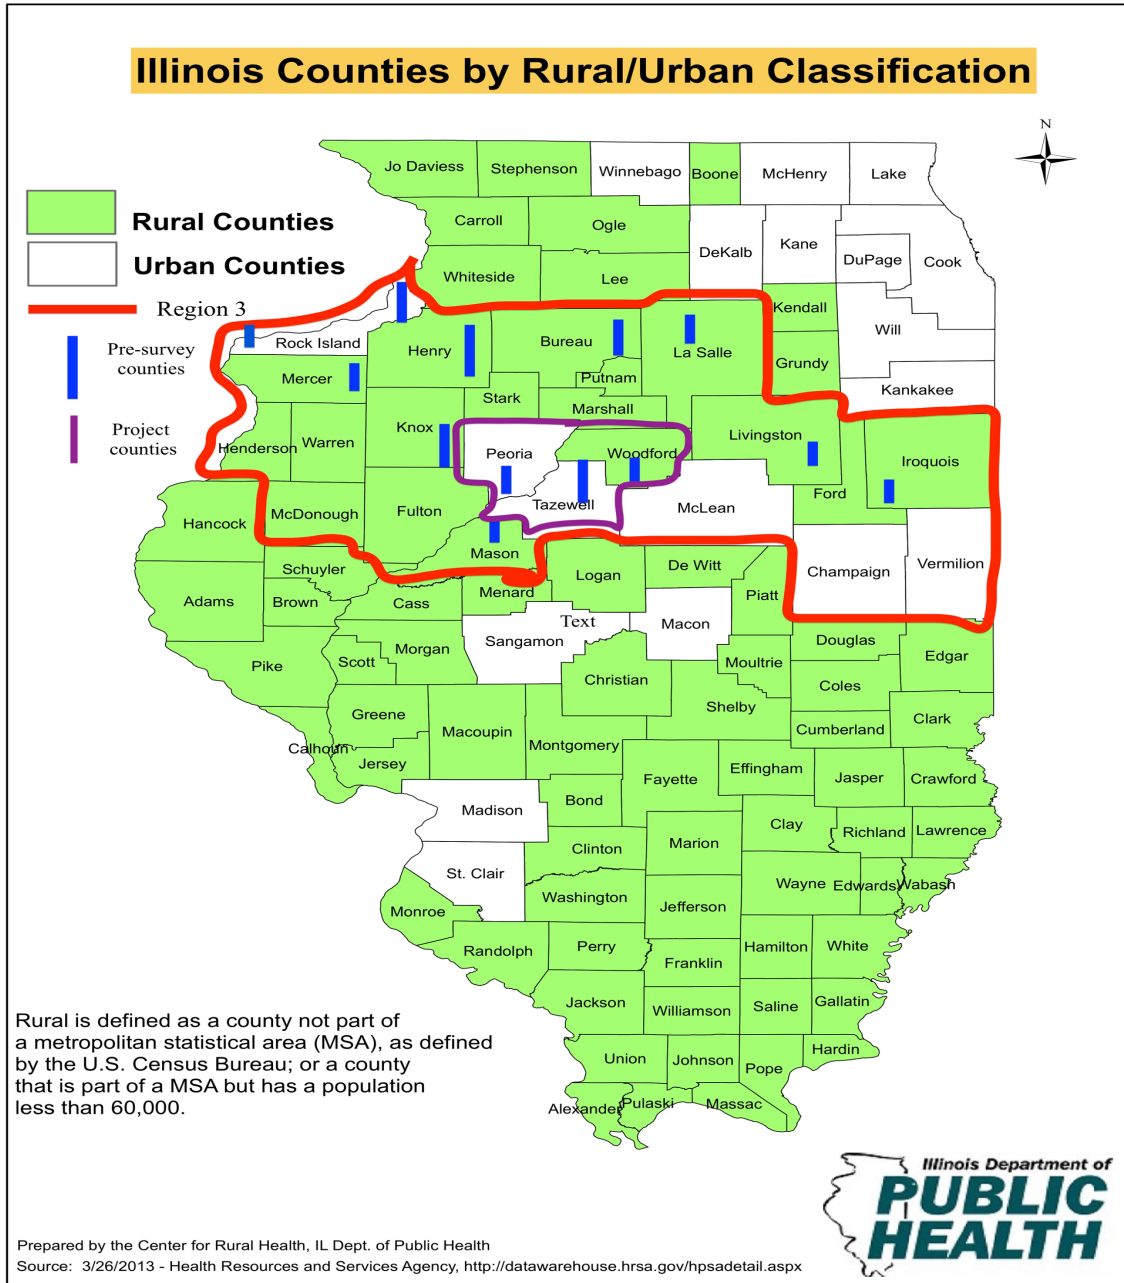 Illinois Counties by Rural/Urban Classification
N
Rural Counties
Urban Counties
Region 3
Pre-survey
counties
Project
counties
Jo Daviess
Stephenson
Winnebago
Boone
McHenry
Lake
Carroll
Ogle
DeKalb
Kane
DuPage
Cook
Whiteside
Lee
Kendall
Will
Rock Island
Henry
Bureau
La Salle
Grundy
Mercer
Putnam
Kankakee
Stark
Marshall
Henderson
Warren
Knox
Peoria
Woodford
Livingston
Iroquois
Ford
Hancock
McDonough
Fulton
Tazewell
McLean
Mason
Schuyler
Logan
De Witt
Champaign
Vermilion
Adams
Brown
Cass
Menard
Piatt
Text
Sangamon
Macon
Douglas
Edgar
Pike
Scott
Morgan
Christian
Moultrie
Coles
Shelby
Greene
Macoupin
Montgomery
Cumberland
Clark
Calhoun
Jersey
Fayette
Effingham
Jasper
Crawford
Madison
Bond
Clay
Richland
Lawrence
Marion
Clinton
St. Clair
Wayne
Edwards
Wabash
Washington
Jefferson
Monroe
Randolph
Perry
Franklin
Hamilton
White
Jackson
Williamson
Saline
Gallatin
Union
Johnson
Pope
Hardin
Alexander
Pulaski
Massac
Rural is defined as a county not part of
a metropolitan statistical area (MSA), as defined
by the U.S. Census Bureau; or a county
that is part of a MSA but has a population
less than 60,000.
Illinois Department of
PUBLIC
HEALTH
Prepared by the Center for Rural Health, IL Dept. of Public Health
Source:  3/26/2013 - Health Resources and Services Agency, http://datawarehouse.hrsa.gov/hpsadetail.aspx